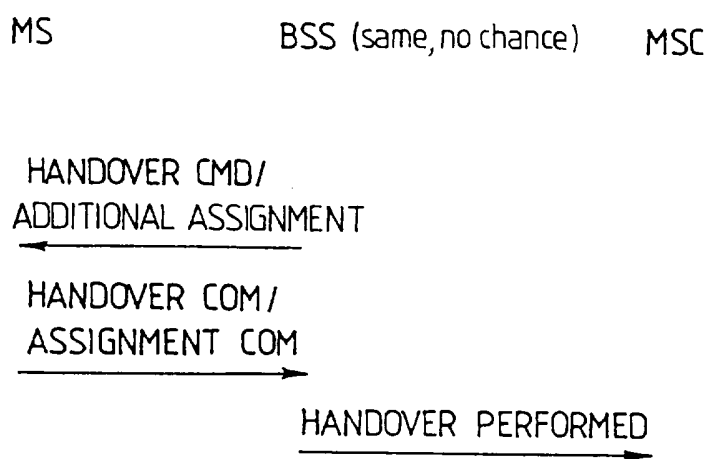 MS BSS (same, no chance) MSC
HANDOVER CMD/
ADDITIONAL ASSIGNMENT
HANDOVER COM/
ASSIGNMENT COM
HANDOVER PERFORMED